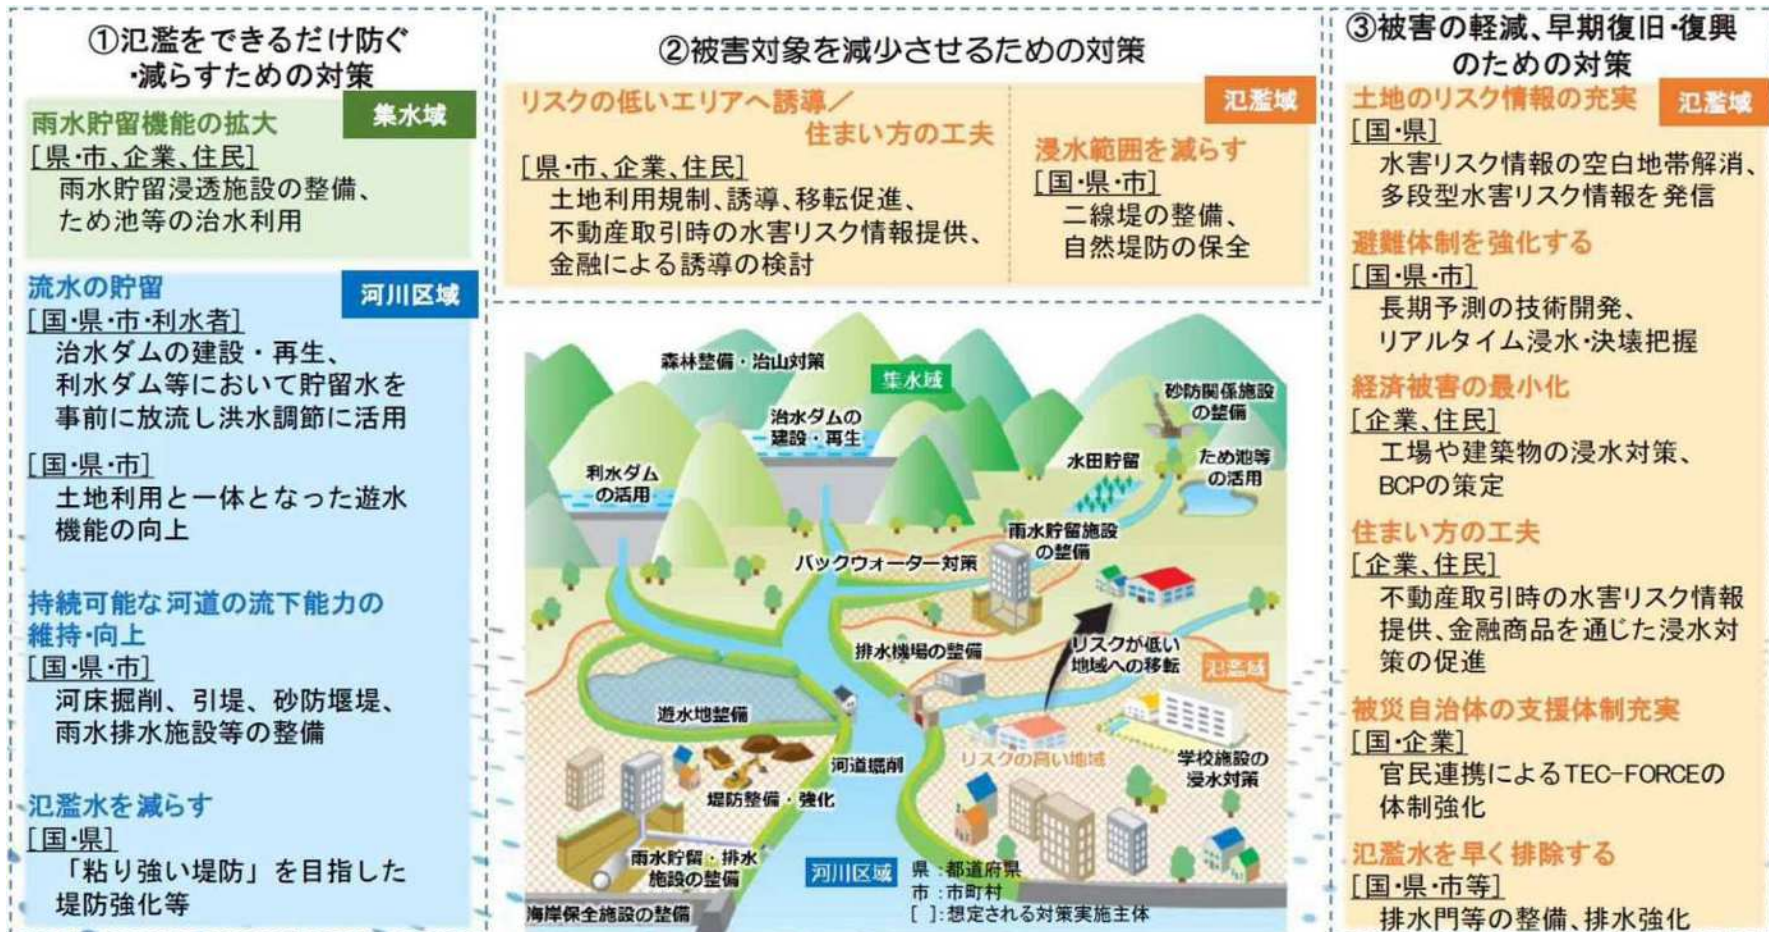 ①氾濫をできるだけ防ぐ
・減らすための対策
集水域
雨水貯留機能の拡大
[県・市、企業、住民]
雨水貯留浸透施設の整備、
ため池等の治水利用
河川区域
流水の貯留
[国・県・市・利水者]
治水ダムの建設・再生、
利水ダム等において貯留水を
事前に放流し洪水調節に活用
[国・県・市]
土地利用と一体となった遊水
機能の向上
持続可能な河道の流下能力の
維持・向上
[国・県・市]
河床掘削、引堤、砂防堰堤、
雨水排水施設等の整備
氾濫水を減らす
[国・県]
「粘り強い堤防」を目指した
堤防強化等
②被害対象を減少させるための対策
リスクの低いエリアへ誘導／
住まい方の工夫
[県・市、企業、住民]
土地利用規制、誘導、移転促進、
不動産取引時の水害リスク情報提供、
金融による誘導の検討
氾濫域
浸水範囲を減らす
[国・県・市]
二線堤の整備、
自然堤防の保全
森林整備・治山対策
集水域
砂防関係施設
の整備
治水ダムの
建設・再生
水田貯留
ため池等
の活用
利水ダム
の活用
雨水貯留施設
の整備
バックウォーター対策
排水機場の整備
リスクが低い
地域への移転
氾濫域
遊水地整備
河道掘削
リスクの高い地域
学校施設の
浸水対策
堤防整備・強化
雨水貯留・排水
施設の整備
海岸保全施設の整備
河川区域
県：都道府県
市：市町村
[ ]：想定される対策実施主体
③被害の軽減、早期復旧・復興
のための対策
土地のリスク情報の充実
氾濫域
[国・県]
水害リスク情報の空白地帯解消、
多段型水害リスク情報を発信
避難体制を強化する
[国・県・市]
長期予測の技術開発、
リアルタイム浸水・決壊把握
経済被害の最小化
[企業、住民]
工場や建築物の浸水対策、
BCPの策定
住まい方の工夫
[企業、住民]
不動産取引時の水害リスク情報
提供、金融商品を通じた浸水対
策の促進
被災自治体の支援体制充実
[国・企業]
官民連携によるTEC-FORCEの
体制強化
氾濫水を早く排除する
[国・県・市等]
排水門等の整備、排水強化